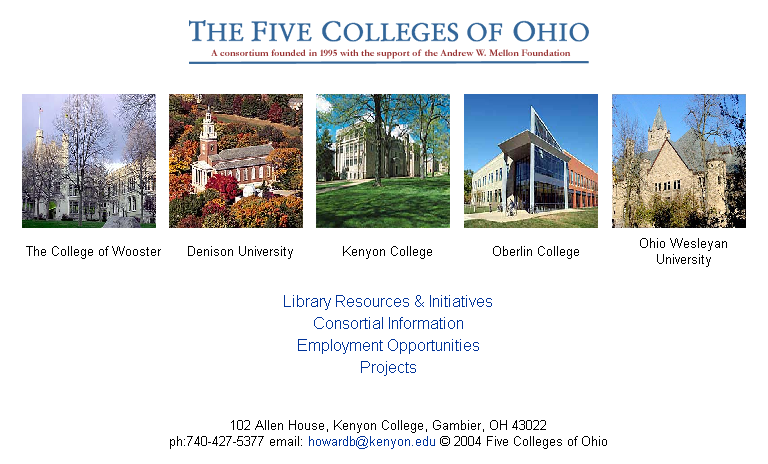 THE FIVE COLLEGES OF OHIO
A consortium founded in 1995 with the support of the Andrew W. Mellon Foundation
The College of Wooster
Denison University
Kenyon College
Oberlin College
Ohio Wesleyan
University
Library Resources & Initiatives
Consortial Information
Employment Opportunities
Projects
102 Allen House, Kenyon College, Gambier, OH 43022
ph:740-427-5377 email: howardb@kenyon.edu © 2004 Five Colleges of Ohio